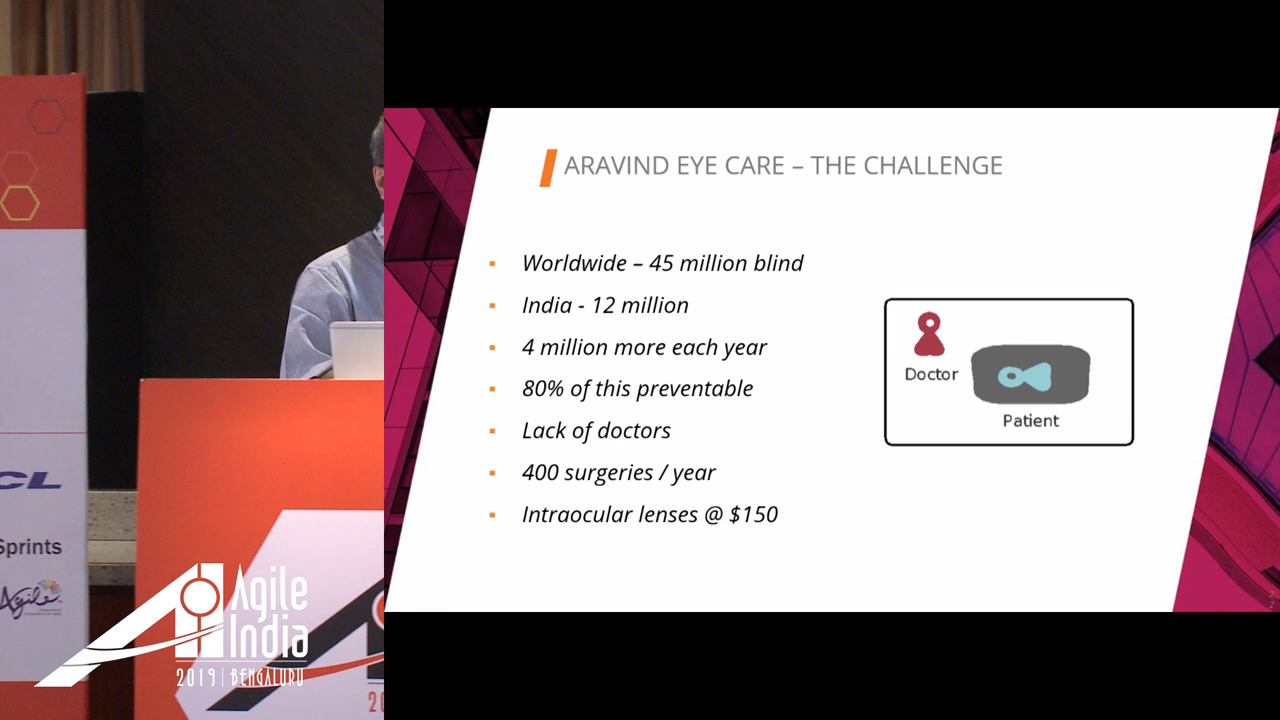 ARAVIND EYE CARE – THE CHALLENGE
▪ Worldwide – 45 million blind
▪ India - 12 million
▪ 4 million more each year
▪ 80% of this preventable
▪ Lack of doctors
▪ 400 surgeries / year
▪ Intraocular lenses @ $150
Doctor
Patient
CL
Sprints
Agile
Agile
India
2019 | BENGALURU
20